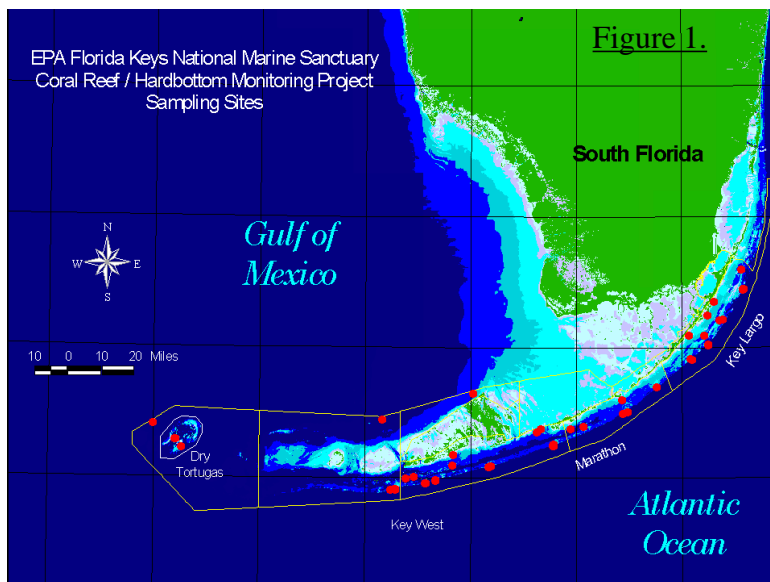 Figure 1.
EPA Florida Keys National Marine Sanctuary
Coral Reef / Hardbottom Monitoring Project
Sampling Sites
South Florida
Gulf of
Mexico
N
W E
S
10 0 10 20 Miles
Key Largo
Dry
Tortugas
Marathon
Key West
Atlantic
Ocean